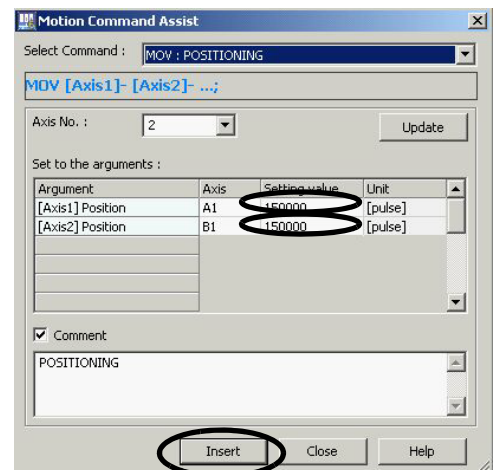 Motion Command Assist
Select Command : MOV : POSITIONING
MOV [Axis1]- [Axis2]- ...;
Axis No. : 2 Update
Set to the arguments :
Argument Axis Setting value Unit
[Axis1] Position A1 150000 [pulse]
[Axis2] Position B1 150000 [pulse]
Comment
POSITIONING
Insert Close Help